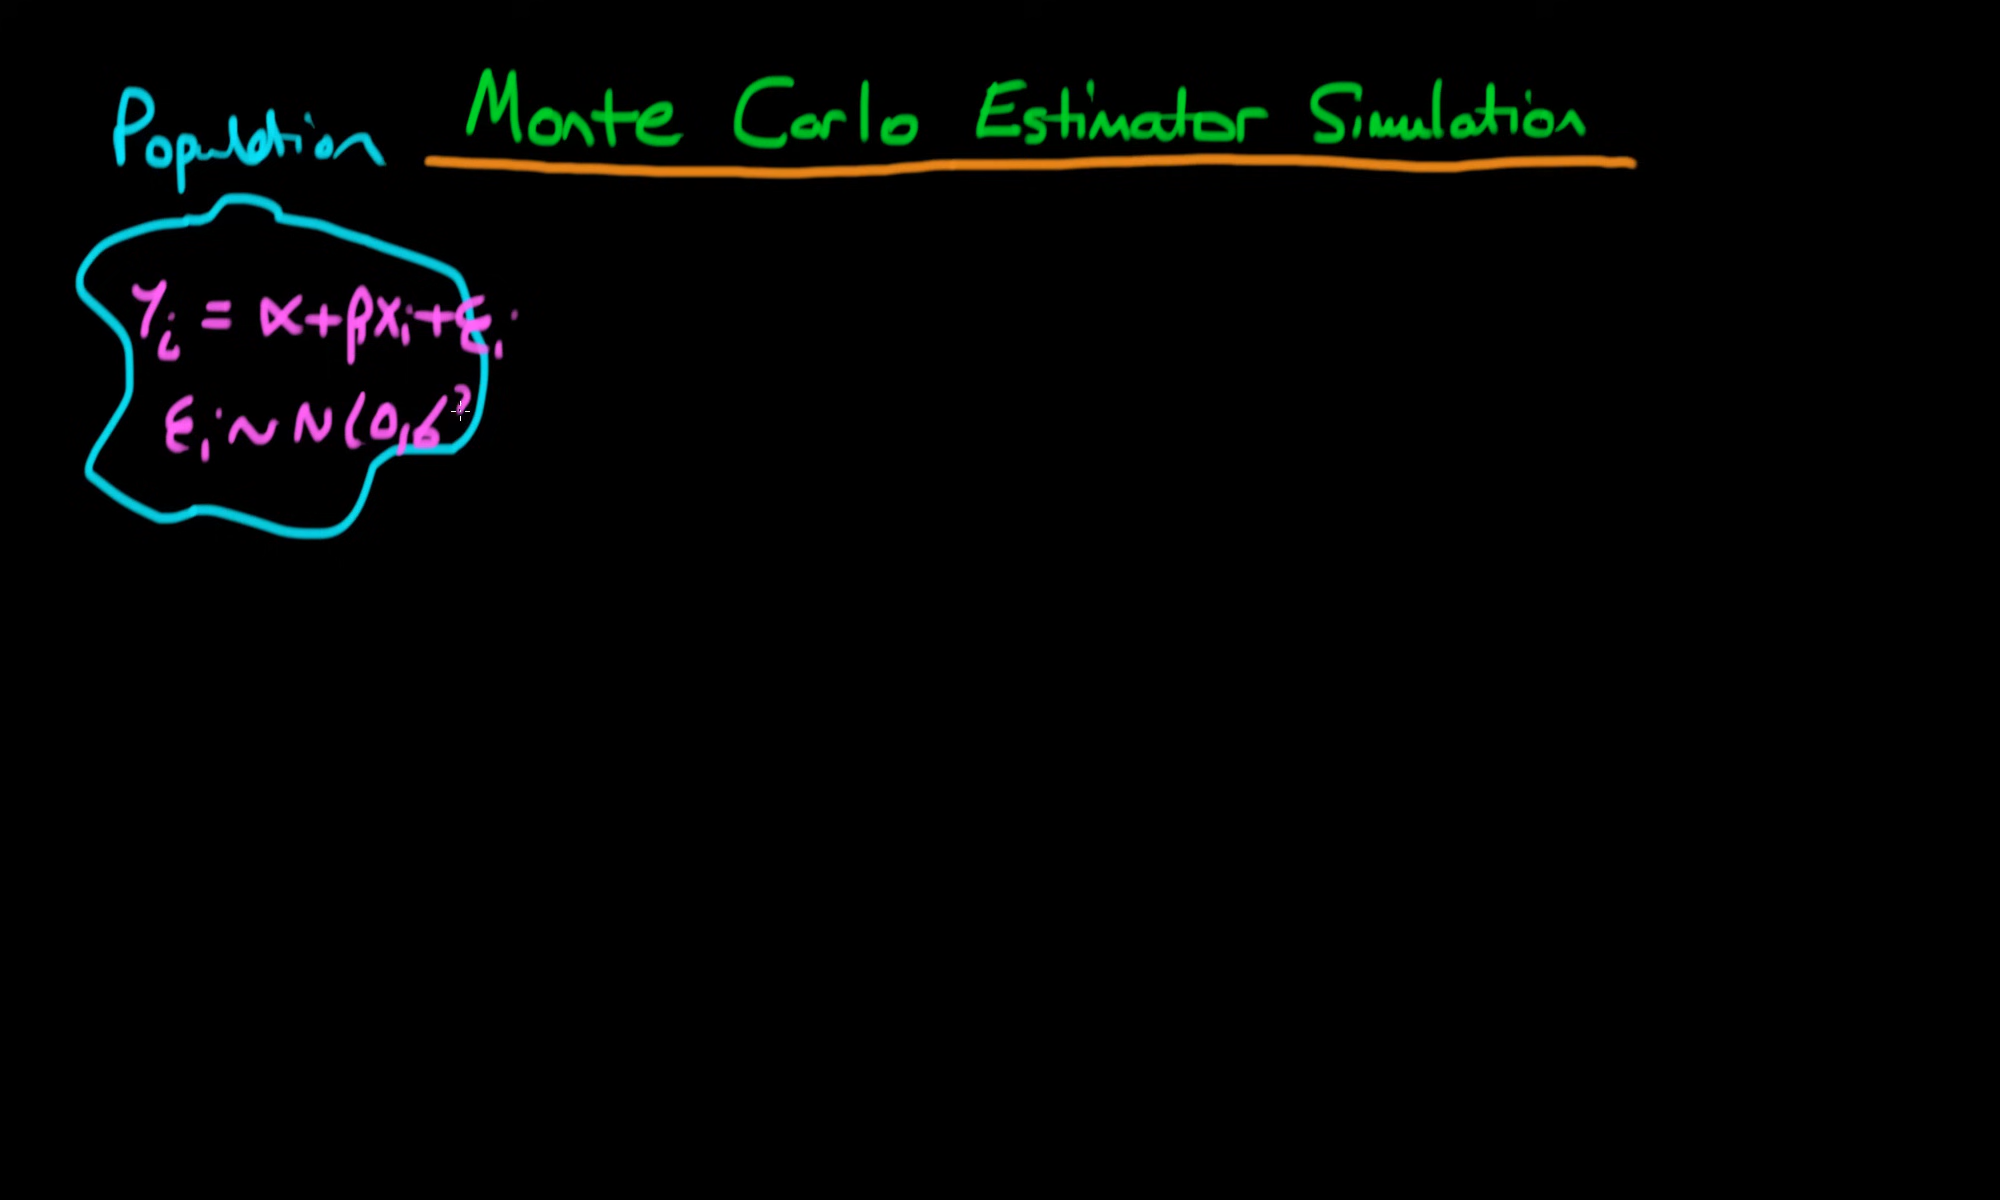 Monte Carlo Estimator Simulation
Population
Yᵢ = α+βXᵢ+εᵢ
εᵢ ~ N(0,σ²